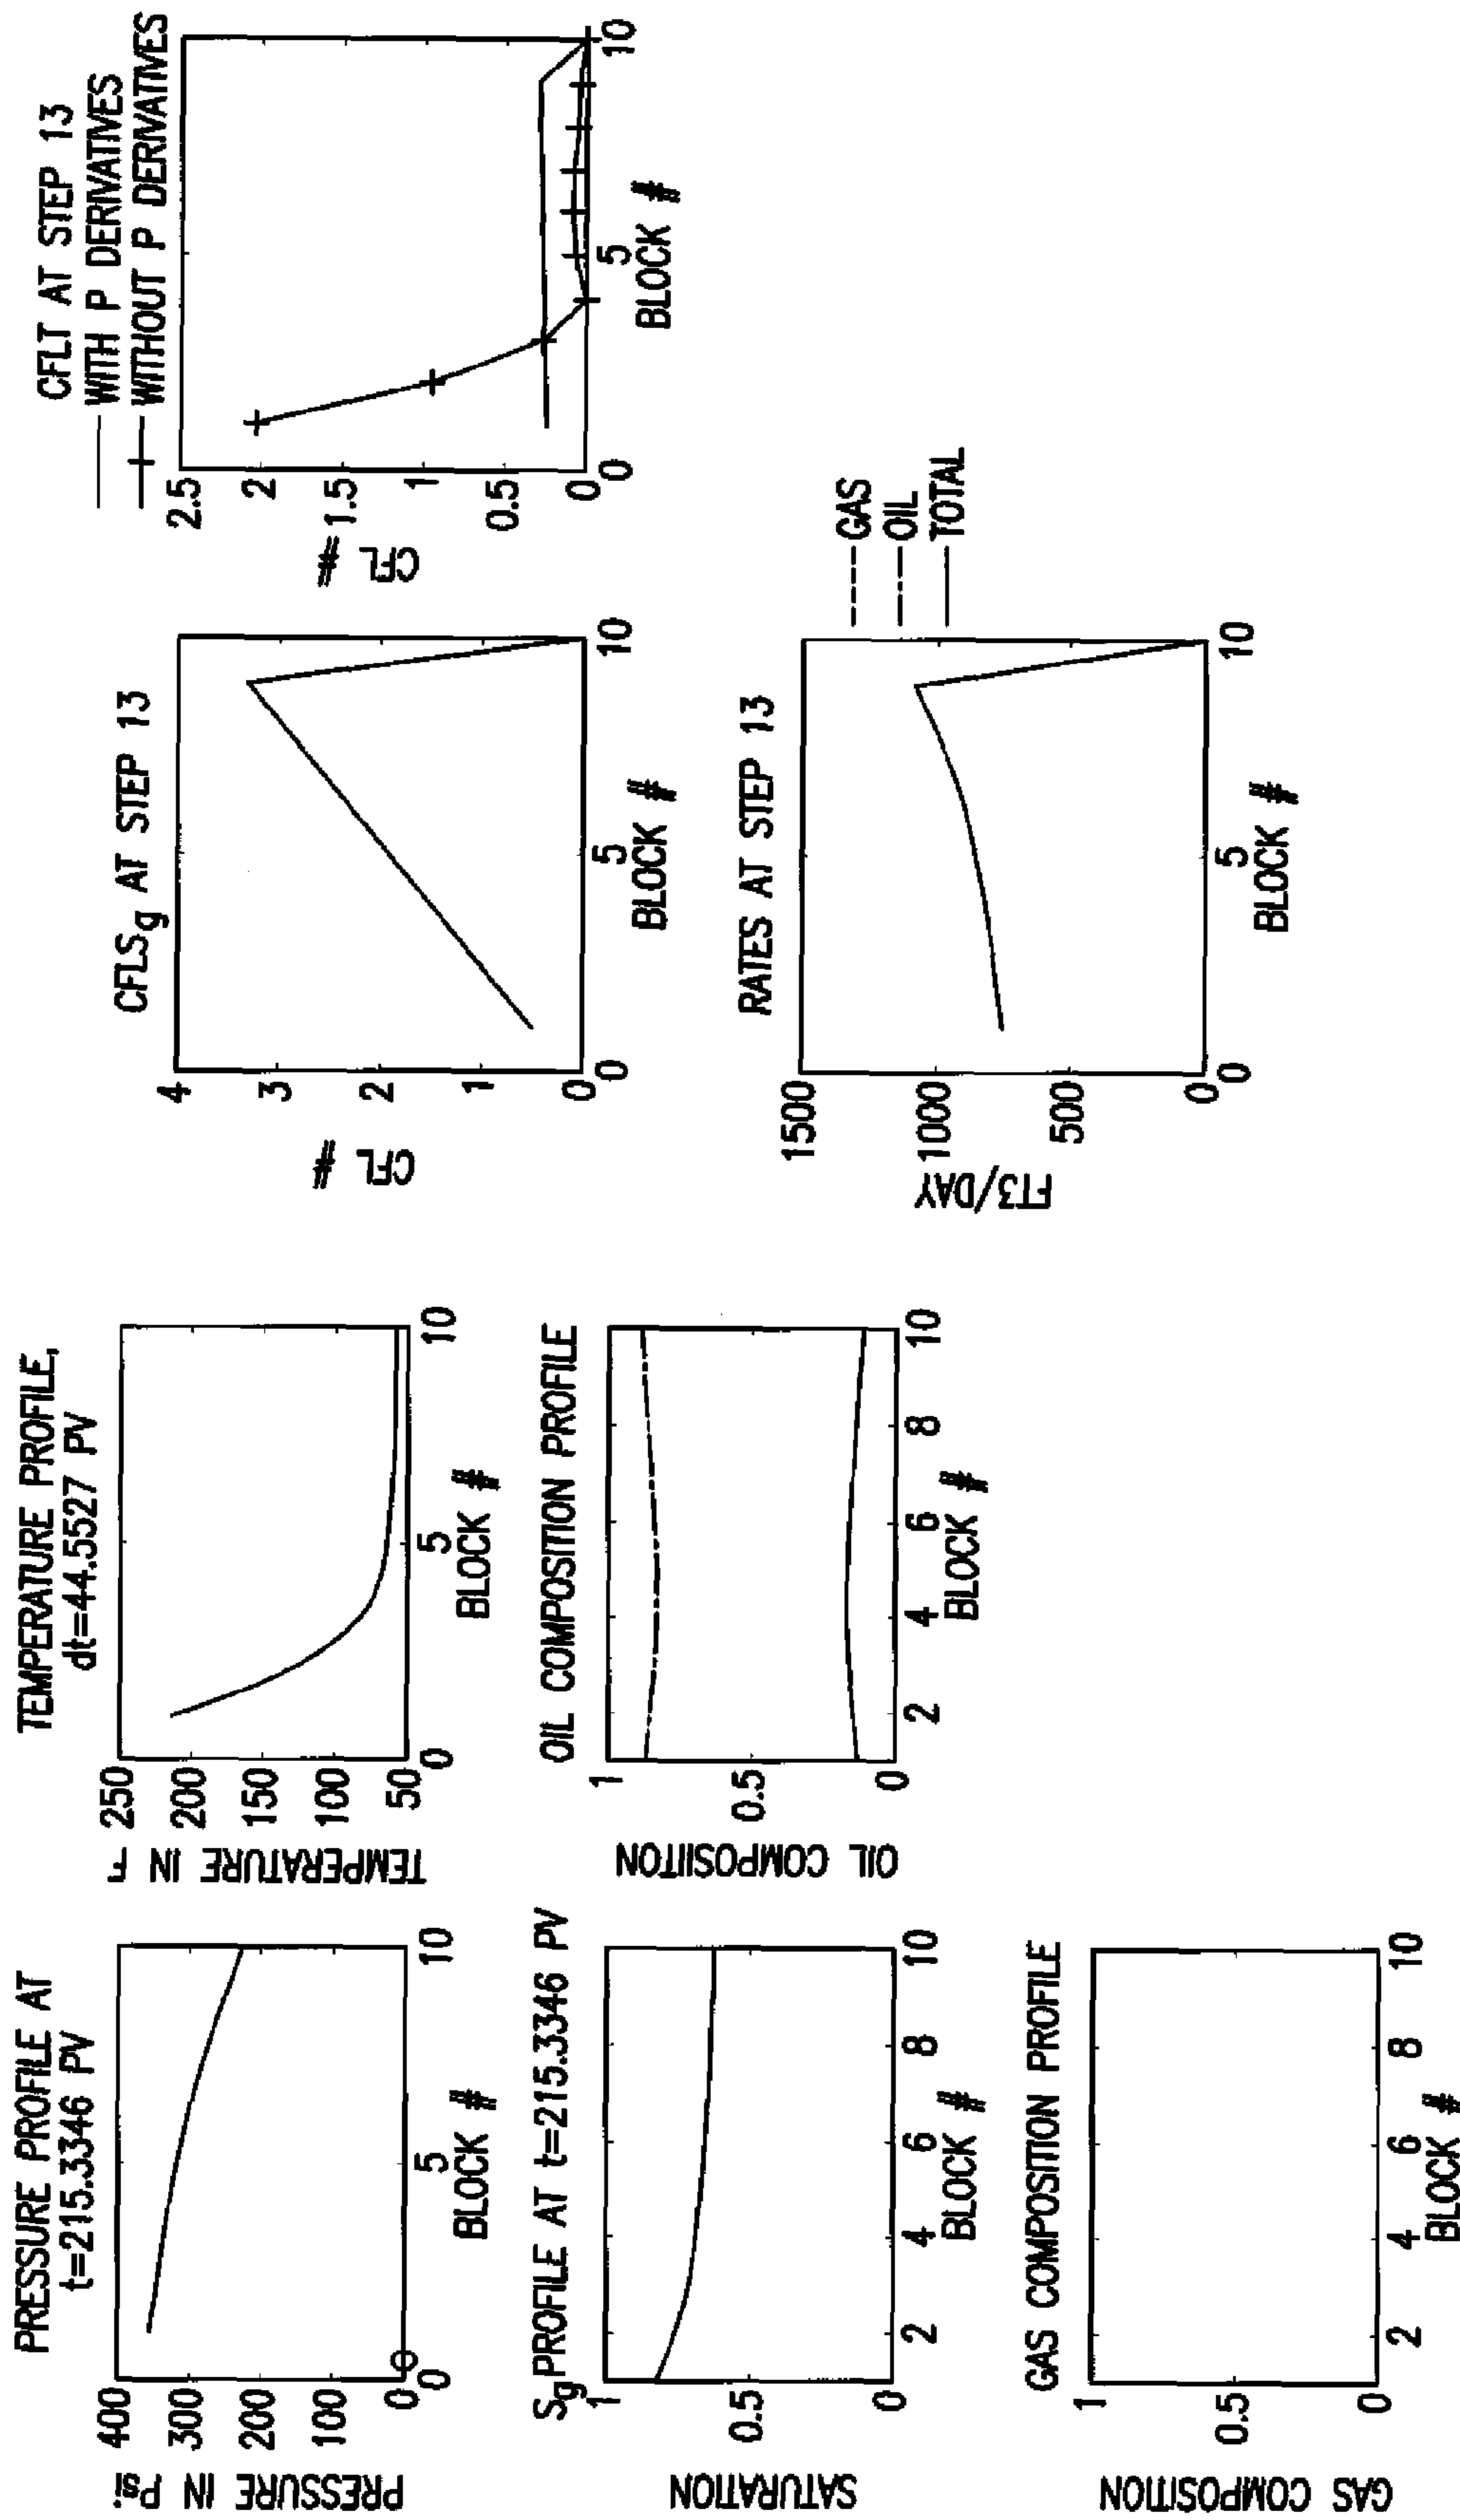 PRESSURE PROFILE AT
t=215.3346 PV
PRESSURE IN Psi.
400
300
200
100
0
0
5
10
BLOCK #
TEMPERATURE PROFILE,
dt=44.5527 PV
TEMPERATURE IN F
250
200
150
100
50
0
5
10
BLOCK #
CFLSg AT STEP 13
CFL #
4
3
2
1
0
0
5
10
BLOCK #
CFLT AT STEP 13
WITH P DERIVATIVES
WITHOUT P DERIVATIVES
CFL #
2.5
2
1.5
1
0.5
0
0
5
10
BLOCK #
Sg PROFILE AT t=215.3346 PV
SATURATION
1
0.5
0
2
4
6
8
10
BLOCK #
OIL COMPOSITION PROFILE
OIL COMPOSIITON
1
0.5
0
2
4
6
8
10
BLOCK #
RATES AT STEP 13
FT3/DAY
1500
1000
500
0
0
5
10
BLOCK #
GAS
OIL
TOTAL
GAS COMPOSITION PROFILE
GAS COMPOSITION
1
0.5
0
2
4
6
8
10
BLOCK #